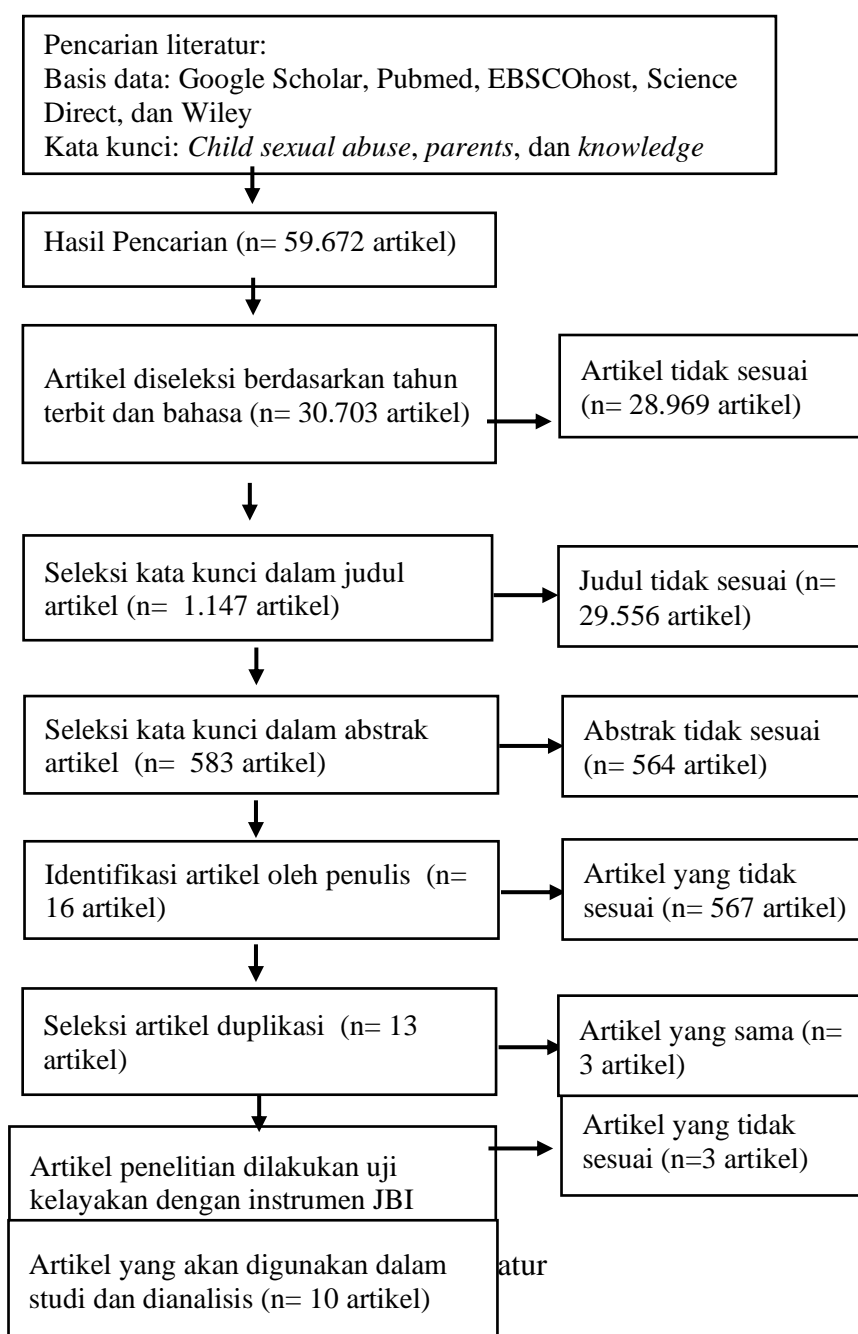 Pencarian literatur:
Basis data: Google Scholar, Pubmed, EBSCOhost, Science
Direct, dan Wiley
Kata kunci: Child sexual abuse, parents, dan knowledge
Hasil Pencarian (n= 59.672 artikel)
Artikel diseleksi berdasarkan tahun
terbit dan bahasa (n= 30.703 artikel)
Artikel tidak sesuai
(n= 28.969 artikel)
Seleksi kata kunci dalam judul
artikel (n= 1.147 artikel)
Judul tidak sesuai (n=
29.556 artikel)
Seleksi kata kunci dalam abstrak
artikel (n= 583 artikel)
Abstrak tidak sesuai
(n= 564 artikel)
Identifikasi artikel oleh penulis (n=
16 artikel)
Artikel yang tidak
sesuai (n= 567 artikel)
Seleksi artikel duplikasi (n= 13
artikel)
Artikel yang sama (n=
3 artikel)
Artikel penelitian dilakukan uji
kelayakan dengan instrumen JBI
Artikel yang tidak
sesuai (n=3 artikel)
Artikel yang akan digunakan dalam
studi dan dianalisis (n= 10 artikel)
atur